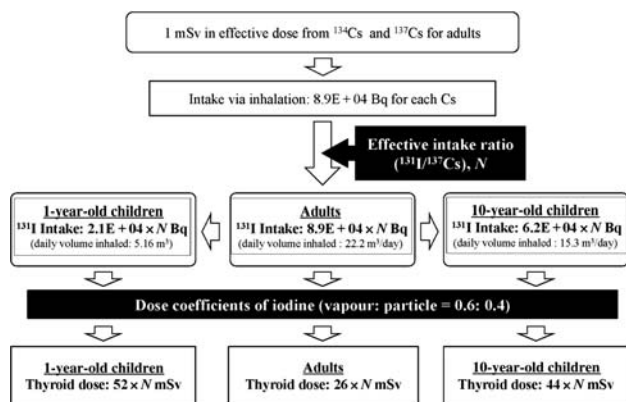 1 mSv in effective dose from ¹³⁴Cs and ¹³⁷Cs for adults
Intake via inhalation: 8.9E + 04 Bq for each Cs
Effective intake ratio
(¹³¹I/¹³⁷Cs), N
1-year-old children
¹³¹I Intake: 2.1E + 04 × N Bq
(daily volume inhaled: 5.16 m³)
Adults
¹³¹I Intake: 8.9E + 04 × N Bq
(daily volume inhaled : 22.2 m³/day)
10-year-old children
¹³¹I Intake: 6.2E + 04 × N Bq
(daily volume inhaled : 15.3 m³/day)
Dose coefficients of iodine (vapour: particle = 0.6: 0.4)
1-year-old children
Thyroid dose: 52 × N mSv
Adults
Thyroid dose: 26 × N mSv
10-year-old children
Thyroid dose: 44 × N mSv